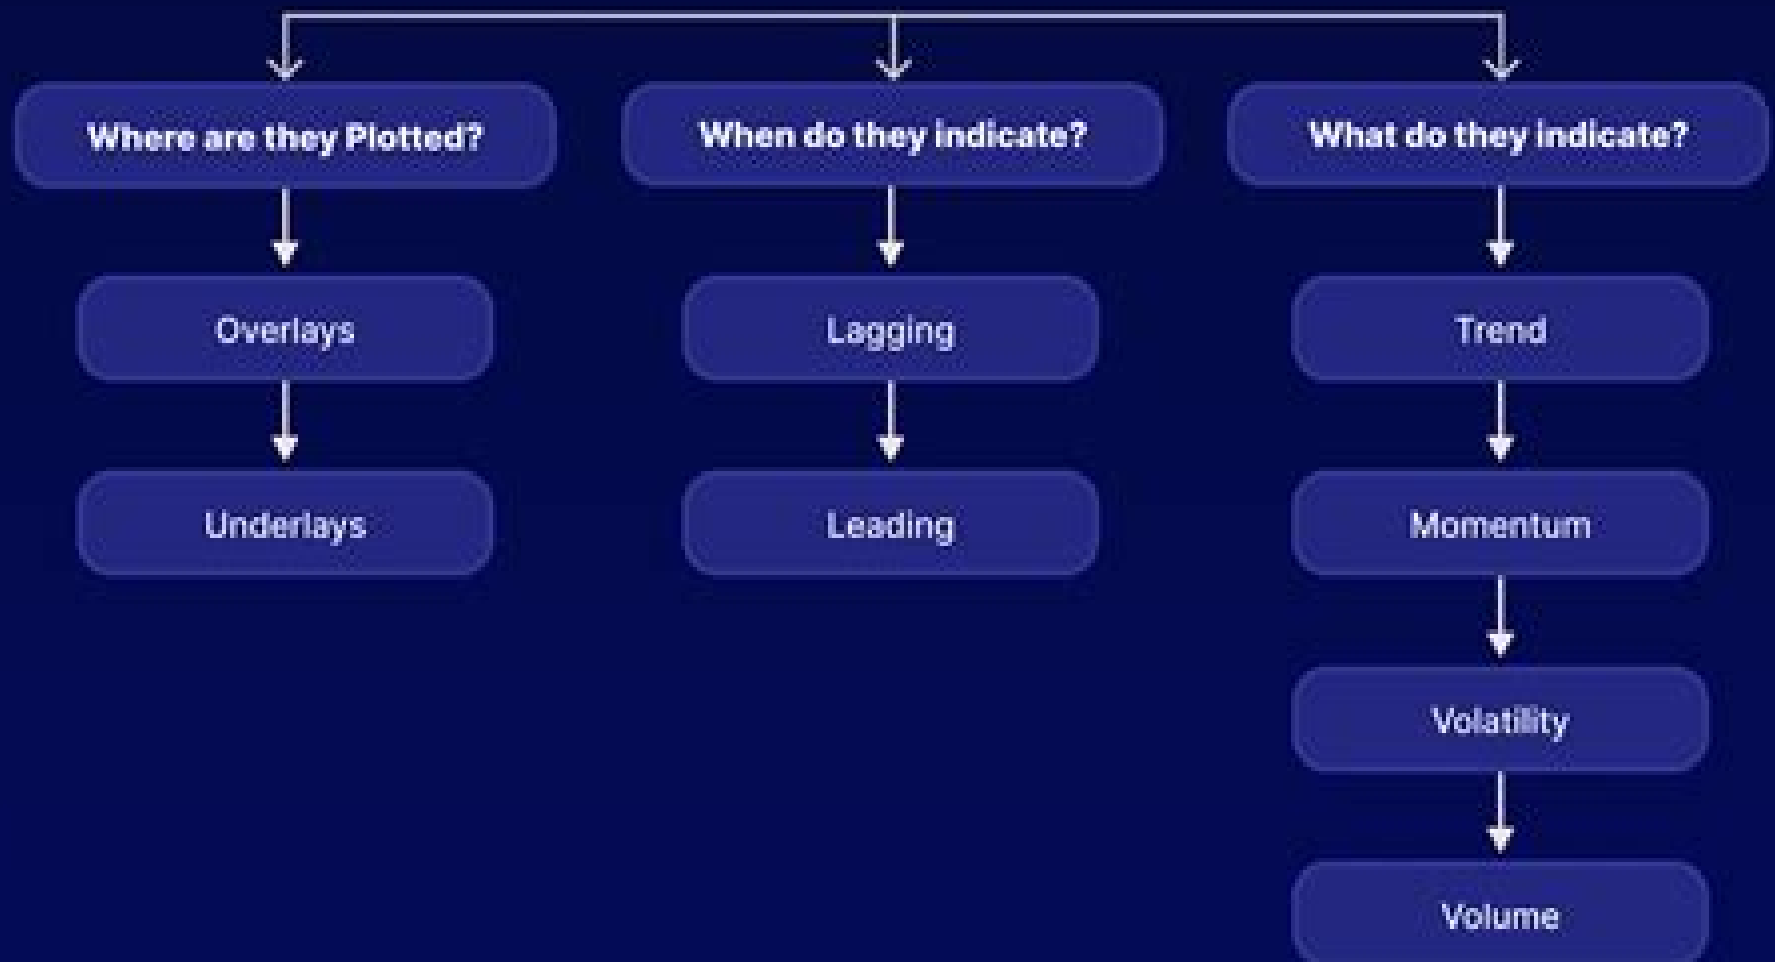 Where are they Plotted?
Overlays
Underlays
When do they indicate?
Lagging
Leading
What do they indicate?
Trend
Momentum
Volatility
Volume